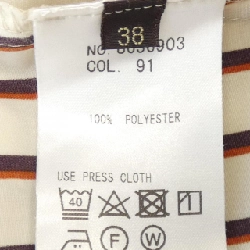 38
NO.
COL. 91
100% POLYESTER
USE PRESS CLOTH
40
1
F W